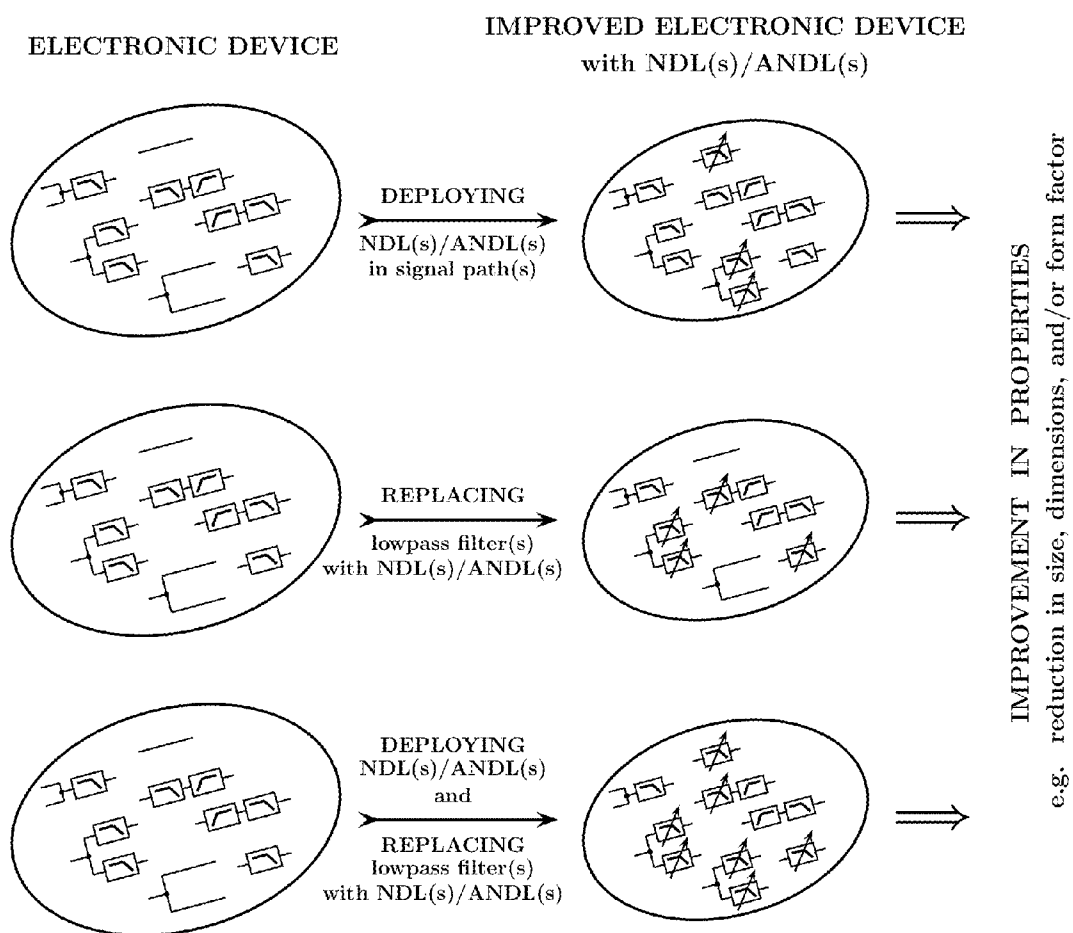 ELECTRONIC DEVICE
IMPROVED ELECTRONIC DEVICE
with NDL(s)/ANDL(s)
DEPLOYING
NDL(s)/ANDL(s)
in signal path(s)
REPLACING
lowpass filter(s)
with NDL(s)/ANDL(s)
DEPLOYING
NDL(s)/ANDL(s)
and
REPLACING
lowpass filter(s)
with NDL(s)/ANDL(s)
IMPROVEMENT IN PROPERTIES
e.g. reduction in size, dimensions, and/or form factor